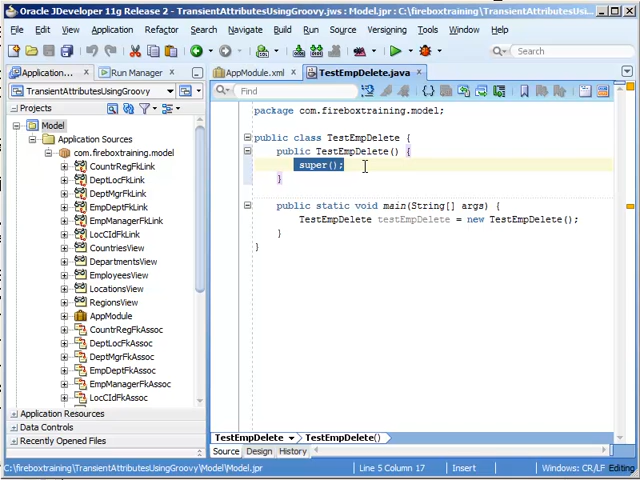 Oracle JDeveloper 11g Release 2 - TransientAttributesUsingGroovy.jws : Model.jpr : C:\fireboxtraining\TransientAttributesUsi...
File Edit View Application Refactor Search Navigate Build Run Source Versioning Tools Window Help
Search
Application... Run Manager
AppModule.xml TestEmpDelete.java
TransientAttributesUsingGroovy
Find
Projects
Model
Application Sources
com.fireboxtraining.model
CountrRegFkLink
DeptLocFkLink
DeptMgrFkLink
EmpDeptFkLink
EmpManagerFkLink
LocCIdFkLink
CountriesView
DepartmentsView
EmployeesView
LocationsView
RegionsView
AppModule
CountrRegFkAssoc
DeptLocFkAssoc
DeptMgrFkAssoc
EmpDeptFkAssoc
EmpManagerFkAssoc
LocCIdFkAssoc
Application Resources
Data Controls
Recently Opened Files
package com.fireboxtraining.model;
public class TestEmpDelete {
public TestEmpDelete() {
super();
}
public static void main(String[] args) {
TestEmpDelete testEmpDelete = new TestEmpDelete();
}
}
TestEmpDelete TestEmpDelete()
Source Design History
C:\fireboxtraining\TransientAttributesUsingGroovy\Model\Model.jpr Line 5 Column 17 Insert Windows: CR/LF Editing